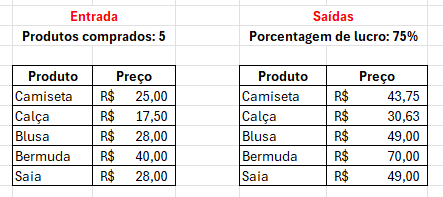 Entrada Saídas
Produtos comprados: 5 Porcentagem de lucro: 75%
Produto Preço Produto Preço
Camiseta R$ 25,00 Camiseta R$ 43,75
Calça R$ 17,50 Calça R$ 30,63
Blusa R$ 28,00 Blusa R$ 49,00
Bermuda R$ 40,00 Bermuda R$ 70,00
Saia R$ 28,00 Saia R$ 49,00